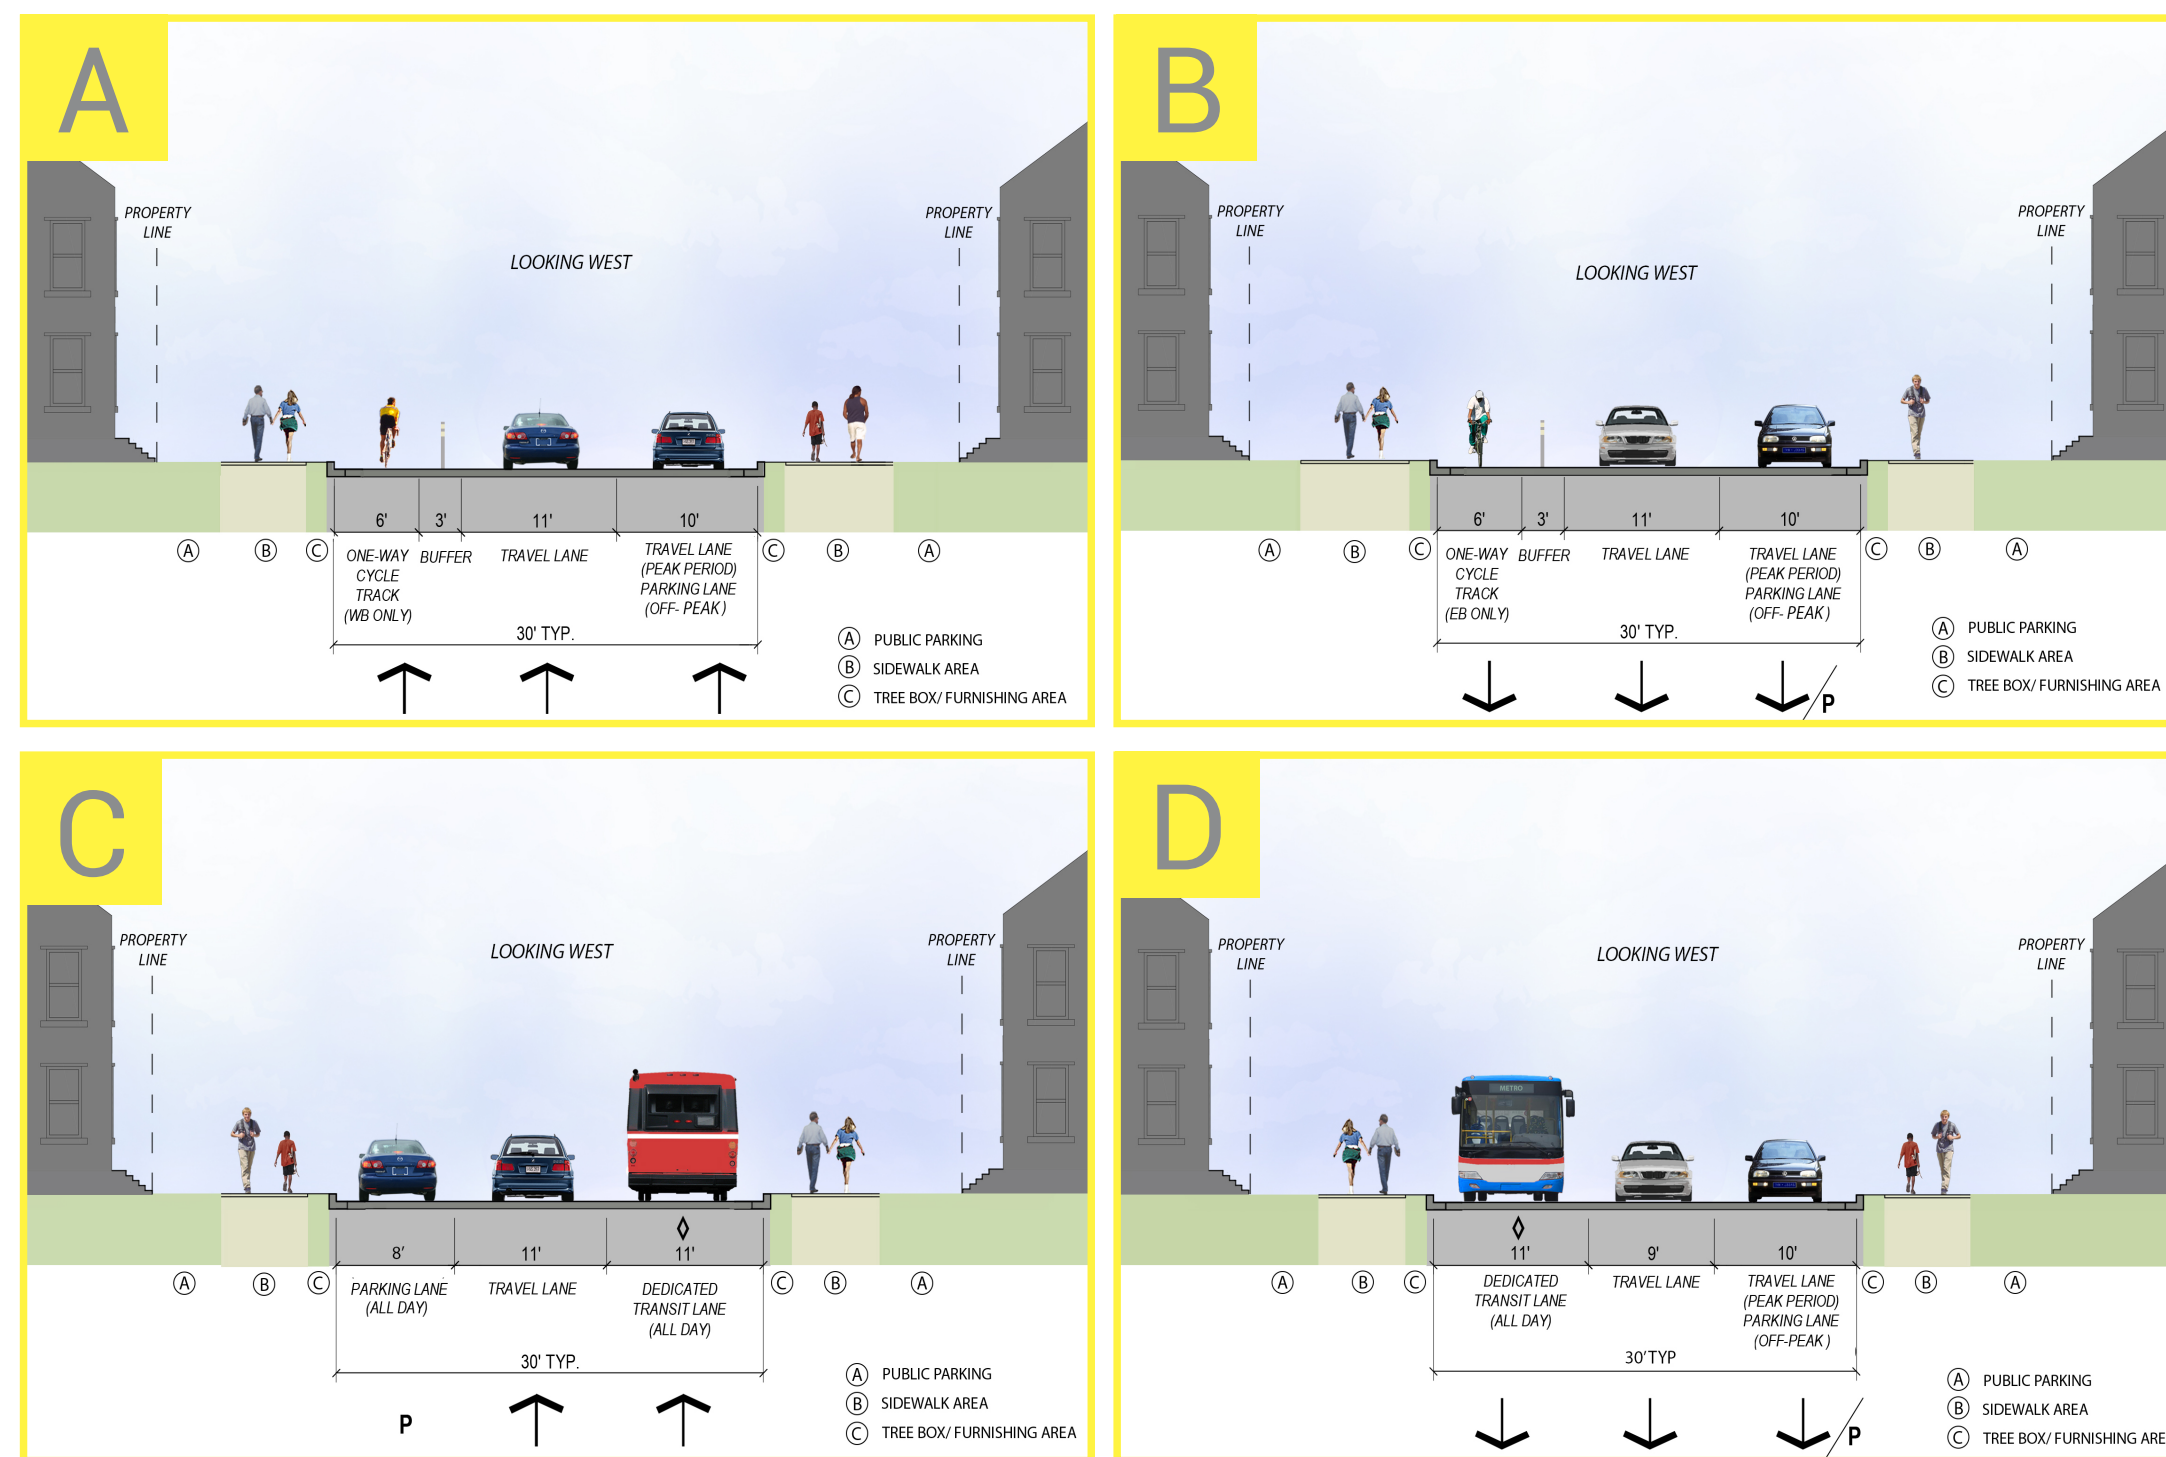 A
PROPERTY
LINE
PROPERTY
LINE
LOOKING WEST
6'
3'
11'
10'
A
B
C
C
B
A
ONE-WAY
CYCLE
TRACK
(WB ONLY)
BUFFER
TRAVEL LANE
TRAVEL LANE
(PEAK PERIOD)
PARKING LANE
(OFF- PEAK )
30' TYP.
A PUBLIC PARKING
B SIDEWALK AREA
C TREE BOX/ FURNISHING AREA
B
PROPERTY
LINE
PROPERTY
LINE
LOOKING WEST
6'
3'
11'
10'
A
B
C
C
B
A
ONE-WAY
CYCLE
TRACK
(EB ONLY)
BUFFER
TRAVEL LANE
TRAVEL LANE
(PEAK PERIOD)
PARKING LANE
(OFF- PEAK )
30' TYP.
P
A PUBLIC PARKING
B SIDEWALK AREA
C TREE BOX/ FURNISHING AREA
C
PROPERTY
LINE
PROPERTY
LINE
LOOKING WEST
8'
11'
11'
A
B
C
C
B
A
PARKING LANE
(ALL DAY)
TRAVEL LANE
DEDICATED
TRANSIT LANE
(ALL DAY)
30' TYP.
P
A PUBLIC PARKING
B SIDEWALK AREA
C TREE BOX/ FURNISHING AREA
D
PROPERTY
LINE
PROPERTY
LINE
LOOKING WEST
METRO
11'
9'
10'
A
B
C
C
B
A
DEDICATED
TRANSIT LANE
(ALL DAY)
TRAVEL LANE
TRAVEL LANE
(PEAK PERIOD)
PARKING LANE
(OFF-PEAK )
30'TYP
P
A PUBLIC PARKING
B SIDEWALK AREA
C TREE BOX/ FURNISHING ARE